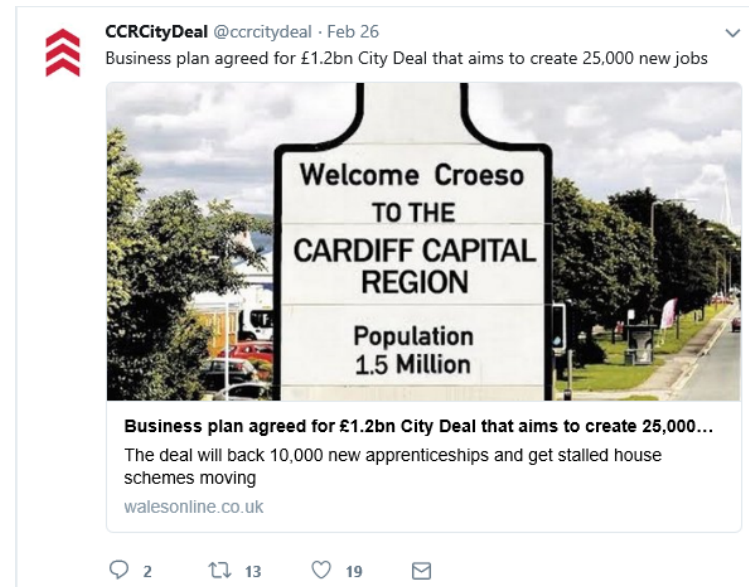 CCRCityDeal @ccrcitydeal · Feb 26
Business plan agreed for £1.2bn City Deal that aims to create 25,000 new jobs
Welcome Croeso
TO THE
CARDIFF CAPITAL
REGION
Population
1.5 Million
Business plan agreed for £1.2bn City Deal that aims to create 25,000...
The deal will back 10,000 new apprenticeships and get stalled house
schemes moving
walesonline.co.uk
2 13 19